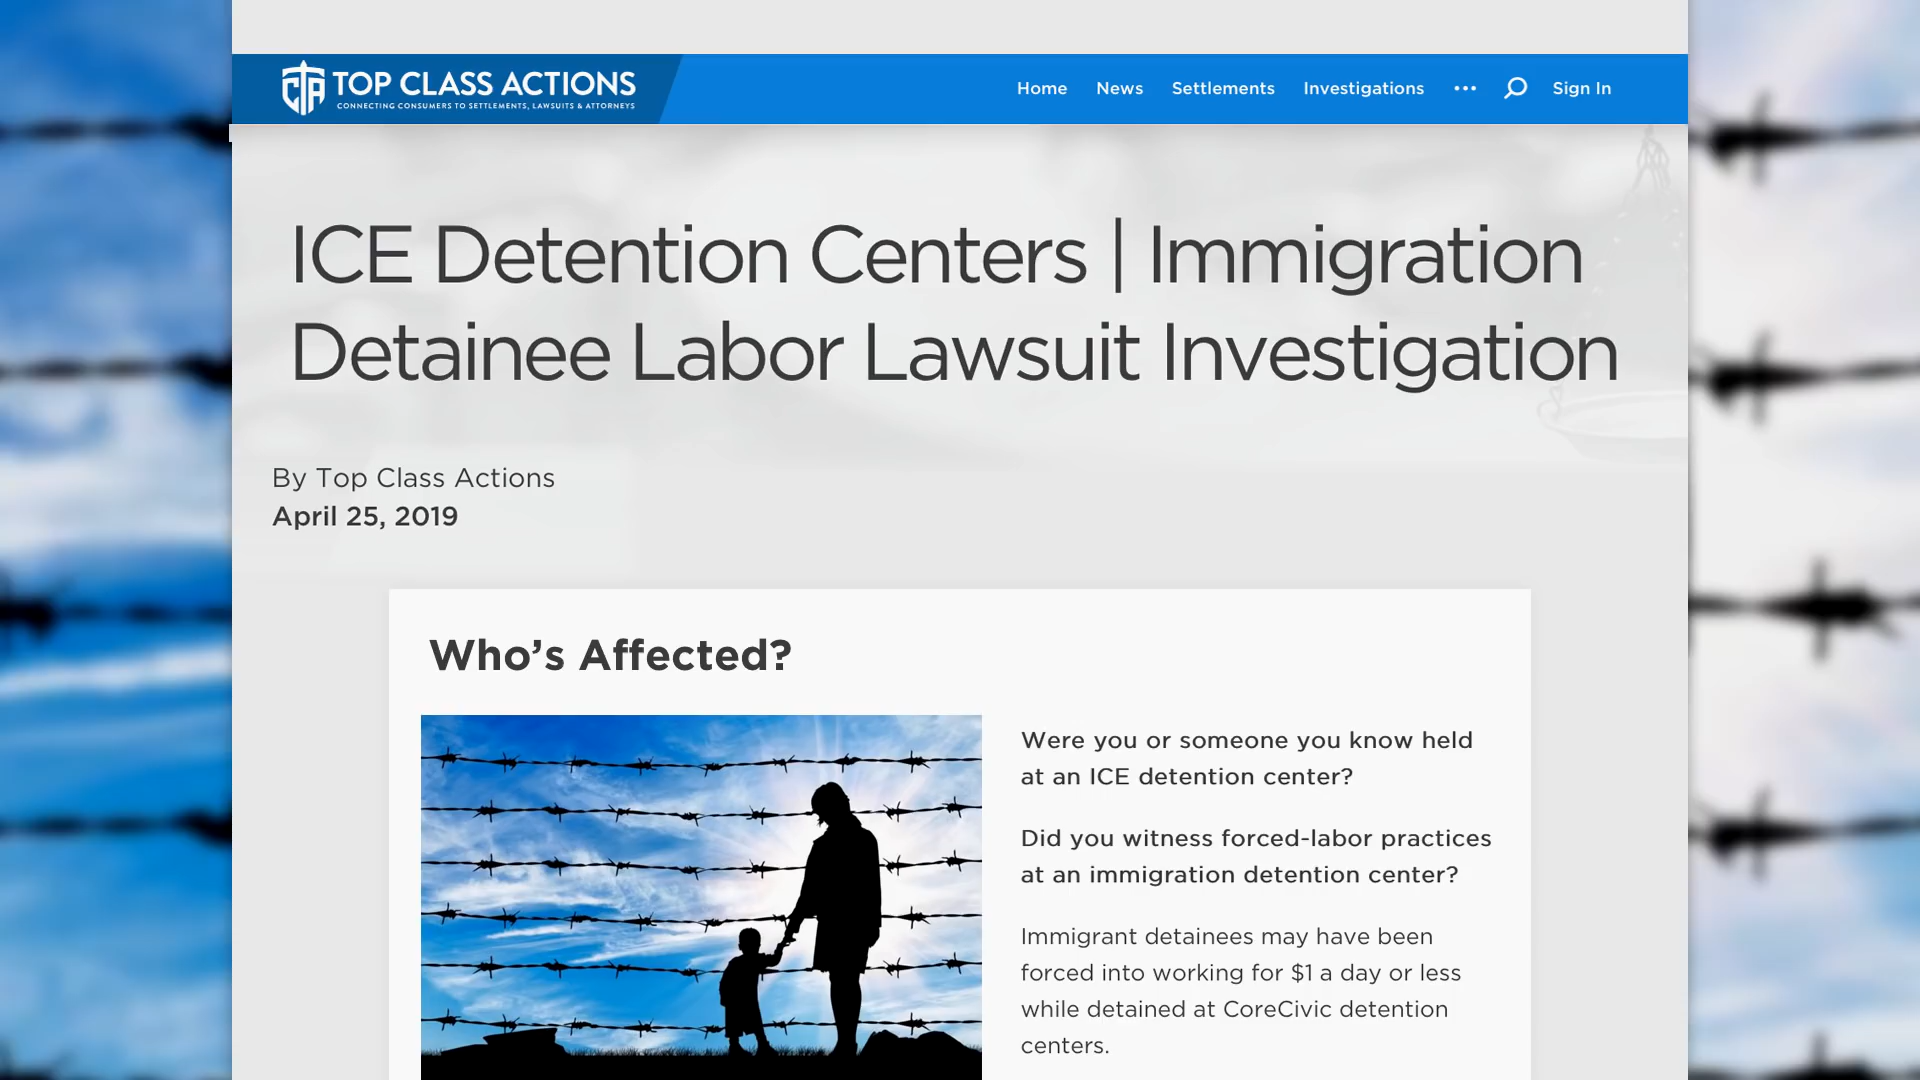 TOP CLASS ACTIONS
CONNECTING CONSUMERS TO SETTLEMENTS, LAWSUITS & ATTORNEYS
Home News Settlements Investigations ••• Sign In
ICE Detention Centers | Immigration
Detainee Labor Lawsuit Investigation
By Top Class Actions
April 25, 2019
Who’s Affected?
Were you or someone you know held
at an ICE detention center?
Did you witness forced-labor practices
at an immigration detention center?
Immigrant detainees may have been
forced into working for $1 a day or less
while detained at CoreCivic detention
centers.